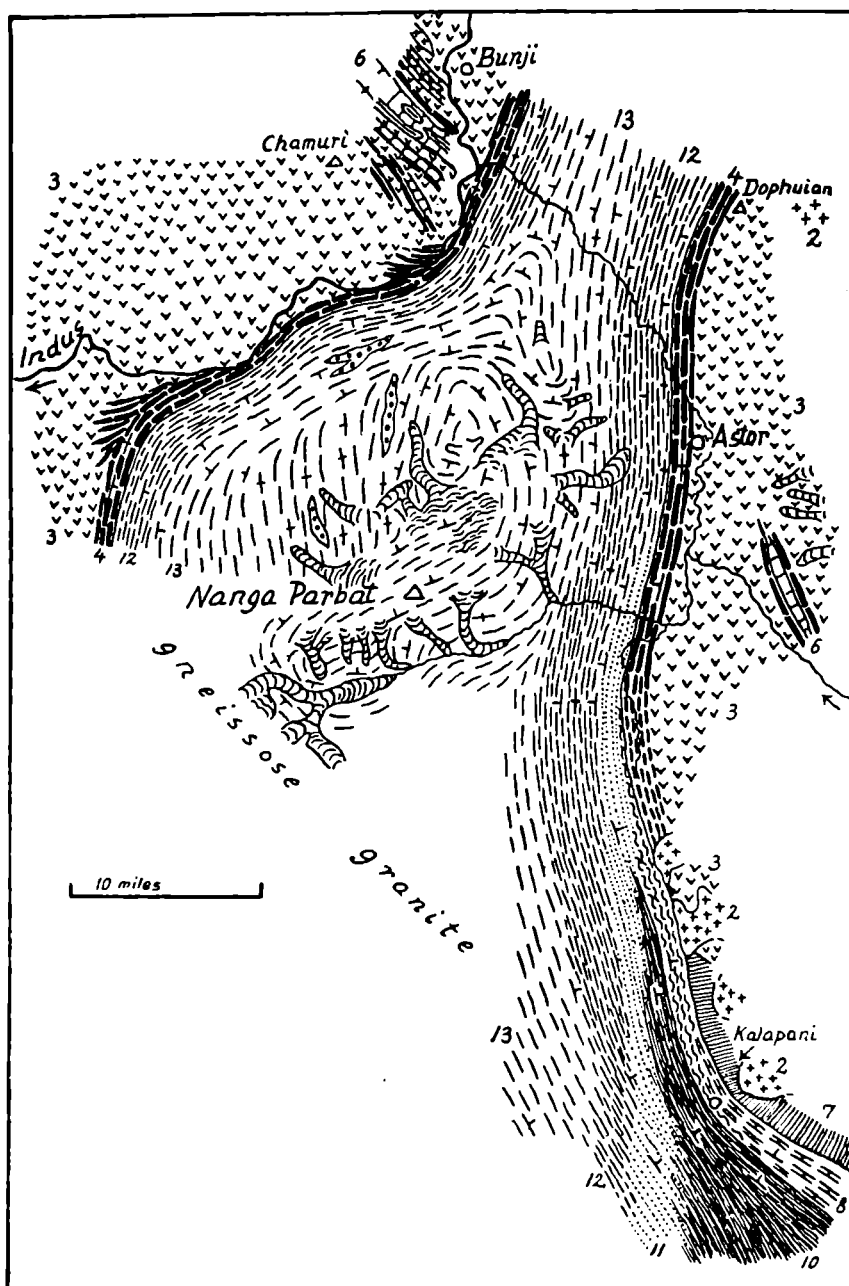 6
Bunji
Chamuri
3
13
12
4
Dophuian
2
Indus
3
Astor
3
4
12
13
Nanga Parbat
6
gneissose
3
granite
10 miles
3
2
13
Kalapani
2
7
12
8
11
10